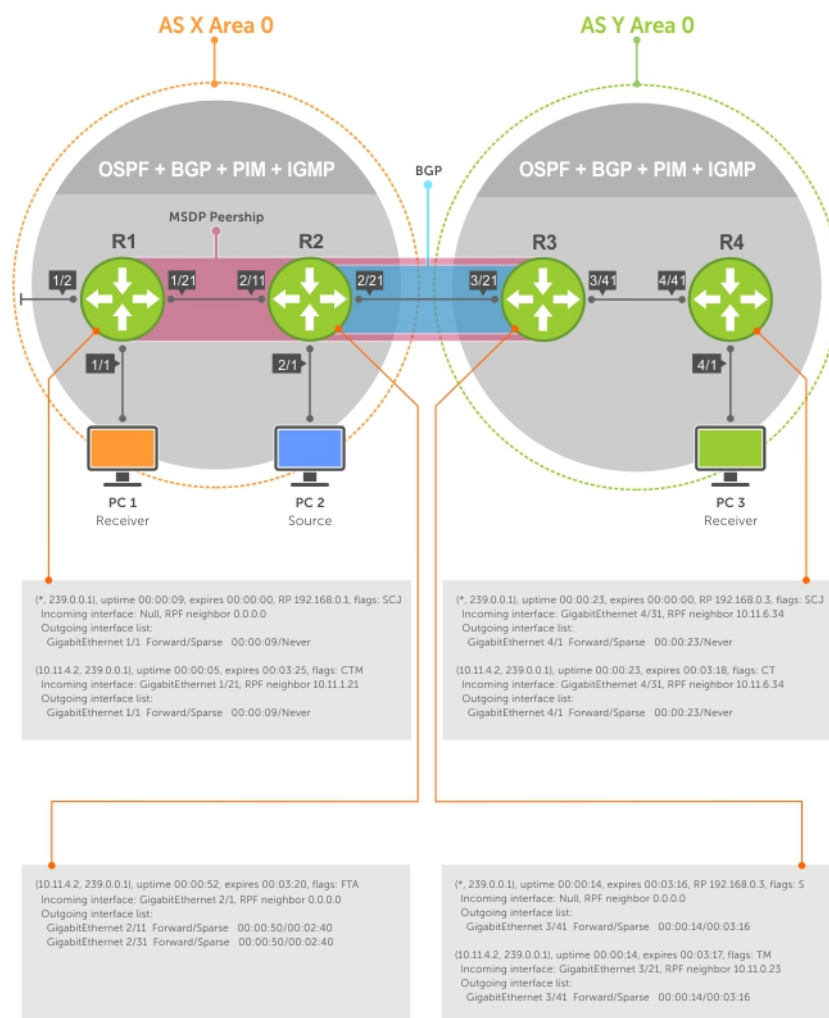 AS X Area 0
AS Y Area 0
OSPF + BGP + PIM + IGMP
BGP
OSPF + BGP + PIM + IGMP
MSDP Peership
R1
R2
R3
R4
1/2
1/21
2/11
2/21
3/21
3/41
4/41
1/1
2/1
4/1
PC 1
Receiver
PC 2
Source
PC 3
Receiver
(*, 239.0.0.1), uptime 00:00:09, expires 00:00:00, RP 192.168.0.1, flags: SCJ
Incoming interface: Null, RPF neighbor 0.0.0.0
Outgoing interface list:
GigabitEthernet 1/1 Forward/Sparse 00:00:09/Never
(10.11.4.2, 239.0.0.1), uptime 00:00:05, expires 00:03:25, flags: CTM
Incoming interface: GigabitEthernet 1/21, RPF neighbor 10.11.1.21
Outgoing interface list:
GigabitEthernet 1/1 Forward/Sparse 00:00:09/Never
(*, 239.0.0.1), uptime 00:00:23, expires 00:00:00, RP 192.168.0.3, flags: SCJ
Incoming interface: GigabitEthernet 4/31, RPF neighbor 10.11.6.34
Outgoing interface list:
GigabitEthernet 4/1 Forward/Sparse 00:00:23/Never
(10.11.4.2, 239.0.0.1), uptime 00:00:23, expires 00:03:18, flags: CT
Incoming interface: GigabitEthernet 4/31, RPF neighbor 10.11.6.34
Outgoing interface list:
GigabitEthernet 4/1 Forward/Sparse 00:00:23/Never
(10.11.4.2, 239.0.0.1), uptime 00:00:52, expires 00:03:20, flags: FTA
Incoming interface: GigabitEthernet 2/1, RPF neighbor 0.0.0.0
Outgoing interface list:
GigabitEthernet 2/11 Forward/Sparse 00:00:50/00:02:40
GigabitEthernet 2/31 Forward/Sparse 00:00:50/00:02:40
(*, 239.0.0.1), uptime 00:00:14, expires 00:03:16, RP 192.168.0.3, flags: S
Incoming interface: Null, RPF neighbor 0.0.0.0
Outgoing interface list:
GigabitEthernet 3/41 Forward/Sparse 00:00:14/00:03:16
(10.11.4.2, 239.0.0.1), uptime 00:00:14, expires 00:03:17, flags: TM
Incoming interface: GigabitEthernet 3/21, RPF neighbor 10.11.0.23
Outgoing interface list:
GigabitEthernet 3/41 Forward/Sparse 00:00:14/00:03:16